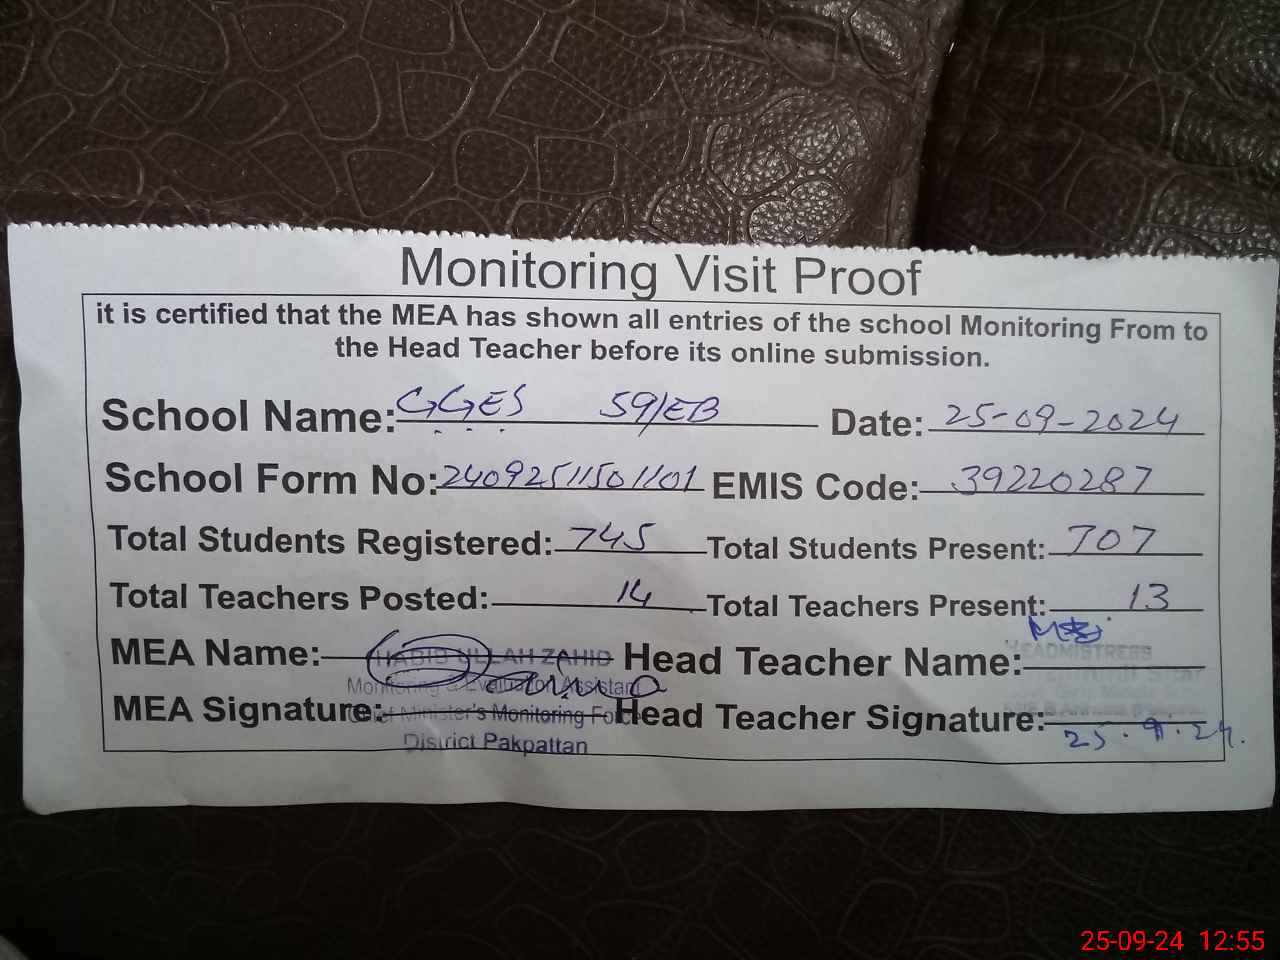 Monitoring Visit Proof
it is certified that the MEA has shown all entries of the school Monitoring From to
the Head Teacher before its online submission.
School Name: GGES 59/EB Date: 25-09-2024
School Form No: 24092511501101 EMIS Code: 39220287
Total Students Registered: 745 Total Students Present: 707
Total Teachers Posted: 14 Total Teachers Present: 13
MEA Name: HABIB ULLAH ZAHID Head Teacher Name: HEADMISTRESS
Monitoring & Evaluation Assistant
MEA Signature: Chief Minister's Monitoring Force Head Teacher Signature:
District Pakpattan 25.9.24.
25-09-24 12:55